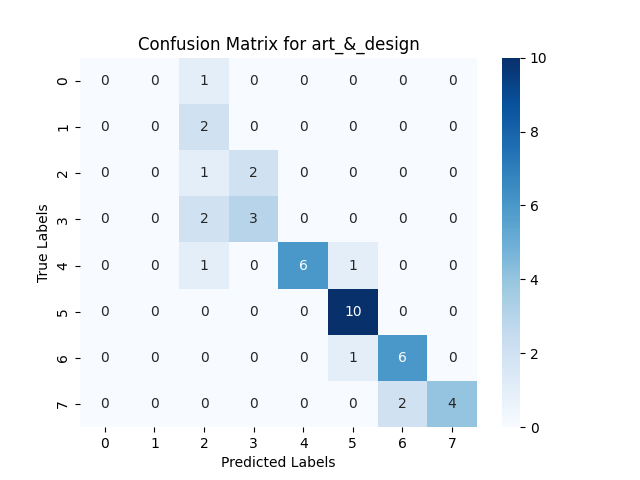 Confusion Matrix for art_&_design
True Labels
0 0 0 1 0 0 0 0 0
1 0 0 2 0 0 0 0 0
2 0 0 1 2 0 0 0 0
3 0 0 2 3 0 0 0 0
4 0 0 1 0 6 1 0 0
5 0 0 0 0 0 10 0 0
6 0 0 0 0 0 1 6 0
7 0 0 0 0 0 0 2 4
0 1 2 3 4 5 6 7
Predicted Labels
10
8
6
4
2
0